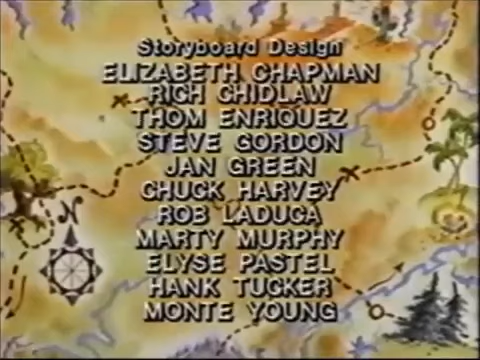 Storyboard Design
ELIZABETH CHAPMAN
RICH CHIDLAW
THOM ENRIQUEZ
STEVE GORDON
JAN GREEN
CHUCK HARVEY
ROB LADUCA
MARTY MURPHY
ELYSE PASTEL
HANK TUCKER
MONTE YOUNG
N